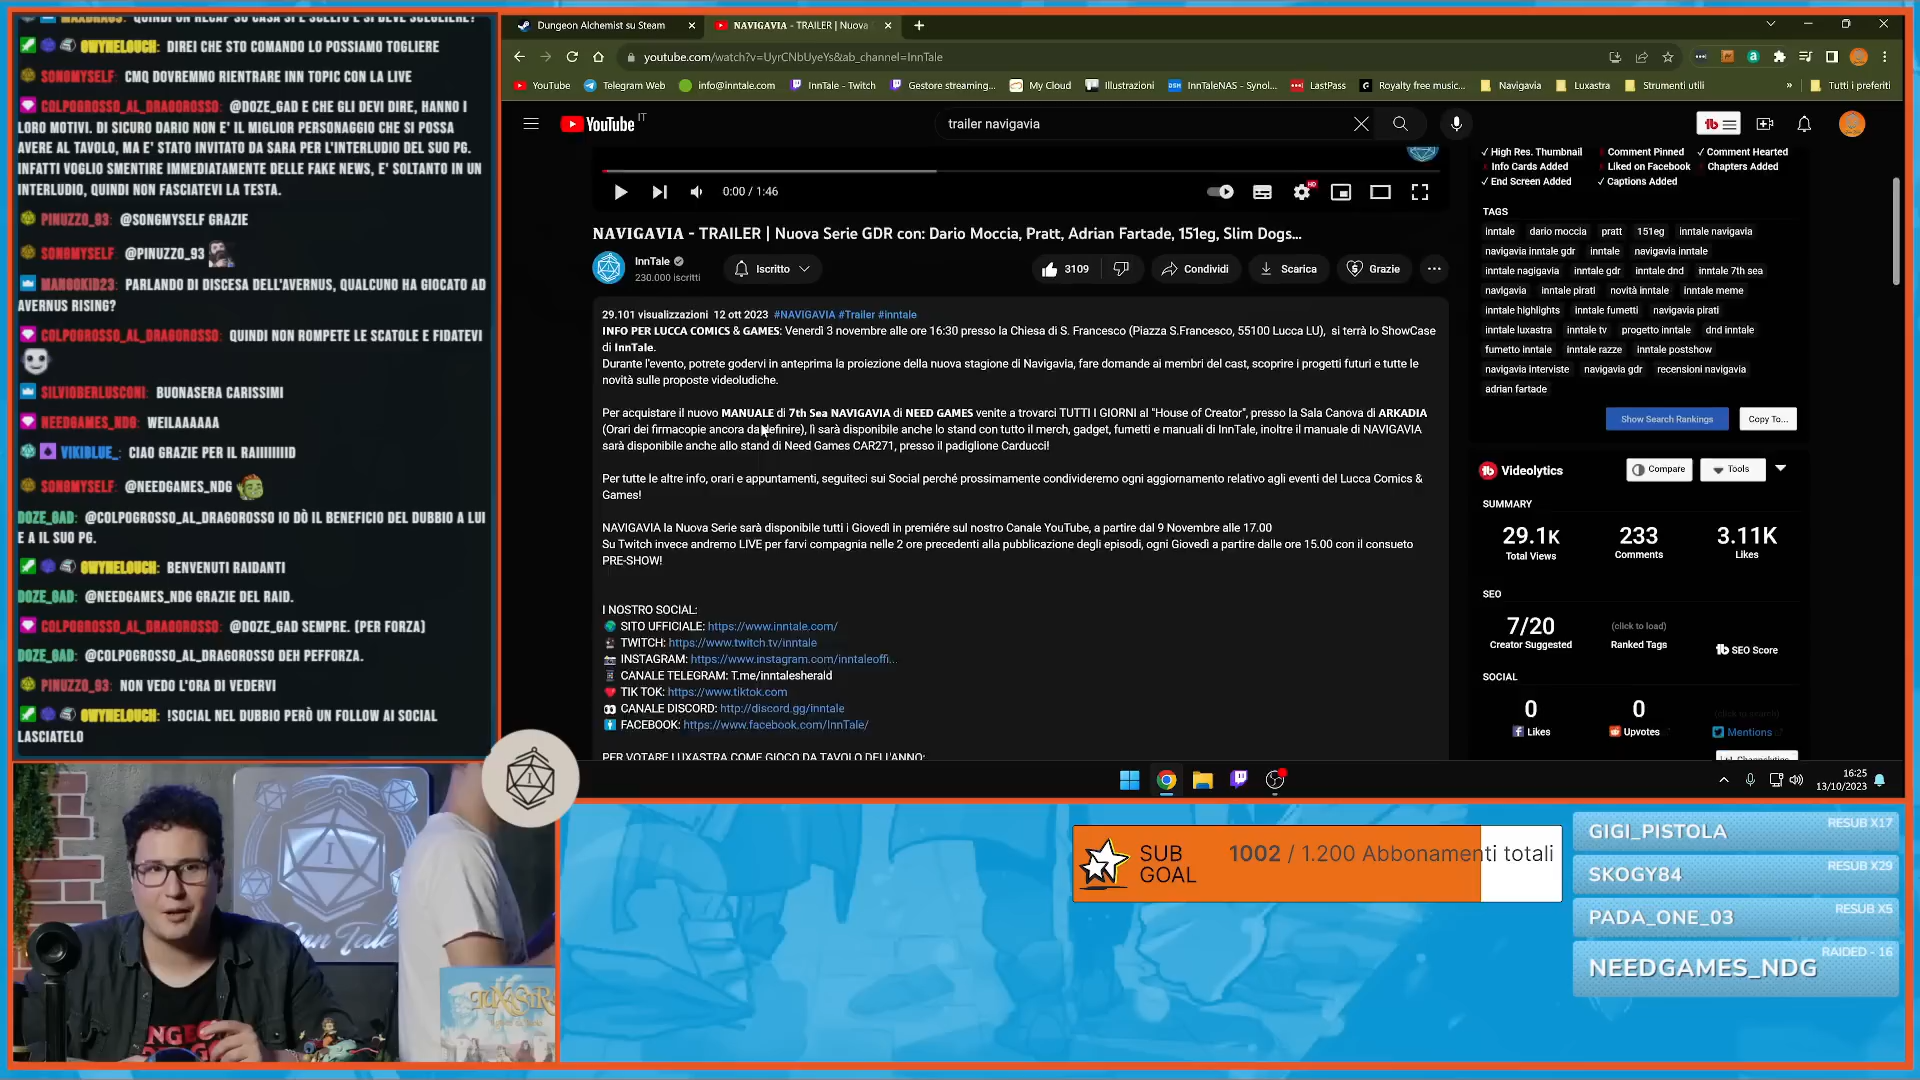 MAXBRAUS: QUINDI UN RECAP SU CASA SI È SCELTO E SI DEVE SCEGLIERE?
OWYNELOUCH: DIREI CHE STO COMANDO LO POSSIAMO TOGLIERE
SONGMYSELF: CMQ DOVREMMO RIENTRARE INN TOPIC CON LA LIVE
COLPOGROSSO_AL_DRAGOROSSO: @DOZE_GAD E CHE GLI DEVI DIRE, HANNO I
LORO MOTIVI. DI SICURO DARIO NON E' IL MIGLIOR PERSONAGGIO CHE SI POSSA
AVERE AL TAVOLO, MA E' STATO INVITATO DA SARA PER L'INTERLUDIO DEL SUO PG.
INFATTI VOGLIO SMENTIRE IMMEDIATAMENTE DELLE FAKE NEWS, E' SOLTANTO IN UN
INTERLUDIO, QUINDI NON FASCIATEVI LA TESTA.
PINUZZO_93: @SONGMYSELF GRAZIE
SONGMYSELF: @PINUZZO_93
MANOOKID23: PARLANDO DI DISCESA DELL'AVERNUS, QUALCUNO HA GIOCATO AD
AVERNUS RISING?
COLPOGROSSO_AL_DRAGOROSSO: QUINDI NON ROMPETE LE SCATOLE E FIDATEVI
SILVIOBERLUSCONI: BUONASERA CARISSIMI
NEEDGAMES_NDG: WEILAAAAAA
VIKIBLUE_: CIAO GRAZIE PER IL RAIIIIIIIID
SONGMYSELF: @NEEDGAMES_NDG
DOZE_GAD: @COLPOGROSSO_AL_DRAGOROSSO IO DÒ IL BENEFICIO DEL DUBBIO A LUI
E A IL SUO PG.
OWYNELOUCH: BENVENUTI RAIDANTI
DOZE_GAD: @NEEDGAMES_NDG GRAZIE DEL RAID.
COLPOGROSSO_AL_DRAGOROSSO: @DOZE_GAD SEMPRE. (PER FORZA)
DOZE_GAD: @COLPOGROSSO_AL_DRAGOROSSO DEH PEFFORZA.
PINUZZO_93: NON VEDO L'ORA DI VEDERVI
OWYNELOUCH: !SOCIAL NEL DUBBIO PERÒ UN FOLLOW AI SOCIAL
LASCIATELO
Dungeon Alchemist su Steam
NAVIGAVIA - TRAILER | Nuova
youtube.com/watch?v=UyrCNbUyeYs&ab_channel=InnTale
YouTube
Telegram Web
info@inntale.com
InnTale - Twitch
Gestore streaming...
My Cloud
Illustrazioni
InnTaleNAS - Synol...
LastPass
Royalty free music...
Navigavia
Luxastra
Strumenti utili
»
Tutti i preferiti
YouTube IT
trailer navigavia
0:00 / 1:46
HD
NAVIGAVIA - TRAILER | Nuova Serie GDR con: Dario Moccia, Pratt, Adrian Fartade, 151eg, Slim Dogs...
InnTale
230.000 iscritti
Iscritto
3109
Condividi
Scarica
Grazie
29.101 visualizzazioni 12 ott 2023 #NAVIGAVIA #Trailer #inntale
INFO PER LUCCA COMICS & GAMES: Venerdì 3 novembre alle ore 16:30 presso la Chiesa di S. Francesco (Piazza S.Francesco, 55100 Lucca LU), si terrà lo ShowCase
di InnTale.
Durante l'evento, potrete godervi in anteprima la proiezione della nuova stagione di Navigavia, fare domande ai membri del cast, scoprire i progetti futuri e tutte le
novità sulle proposte videoludiche.
Per acquistare il nuovo MANUALE di 7th Sea NAVIGAVIA di NEED GAMES venite a trovarci TUTTI I GIORNI al "House of Creator", presso la Sala Canova di ARKADIA
(Orari dei firmacopie ancora da definire), lì sarà disponibile anche lo stand con tutto il merch, gadget, fumetti e manuali di InnTale, inoltre il manuale di NAVIGAVIA
sarà disponibile anche allo stand di Need Games CAR271, presso il padiglione Carducci!
Per tutte le altre info, orari e appuntamenti, seguiteci sui Social perché prossimamente condivideremo ogni aggiornamento relativo agli eventi del Lucca Comics &
Games!
NAVIGAVIA la Nuova Serie sarà disponibile tutti i Giovedì in premiére sul nostro Canale YouTube, a partire dal 9 Novembre alle 17.00
Su Twitch invece andremo LIVE per farvi compagnia nelle 2 ore precedenti alla pubblicazione degli episodi, ogni Giovedì a partire dalle ore 15.00 con il consueto
PRE-SHOW!
I NOSTRO SOCIAL:
SITO UFFICIALE: https://www.inntale.com/
TWITCH: https://www.twitch.tv/inntale
INSTAGRAM: https://www.instagram.com/inntaleoffi...
CANALE TELEGRAM: T.me/inntalesherald
TIK TOK: https://www.tiktok.com
CANALE DISCORD: http://discord.gg/inntale
FACEBOOK: https://www.facebook.com/InnTale/
PER VOTARE LUXASTRA COME GIOCO DA TAVOLO DELL'ANNO:
High Res. Thumbnail Comment Pinned Comment Hearted
Info Cards Added Liked on Facebook Chapters Added
End Screen Added Captions Added
TAGS
inntale dario moccia pratt 151eg inntale navigavia
navigavia inntale gdr inntale navigavia inntale
inntale nagigavia inntale gdr inntale dnd inntale 7th sea
navigavia inntale pirati novità inntale inntale meme
inntale highlights inntale fumetti navigavia pirati
inntale luxastra inntale tv progetto inntale dnd inntale
fumetto inntale inntale razze inntale postshow
navigavia interviste navigavia gdr recensioni navigavia
adrian fartade
Show Search Rankings Copy To...
Videolytics Compare Tools
SUMMARY
29.1K 233 3.11K
Total Views Comments Likes
SEO
7/20 (click to load)
Creator Suggested Ranked Tags SEO Score
SOCIAL
0 0
Likes Upvotes Mentions
16:25
13/10/2023
Inn Tale
LUXASTRA
SUB
GOAL
1002 / 1.200 Abbonamenti totali
GIGI_PISTOLA RESUB X17
SKOGY84 RESUB X29
PADA_ONE_03 RESUB X5
NEEDGAMES_NDG RAIDED - 16